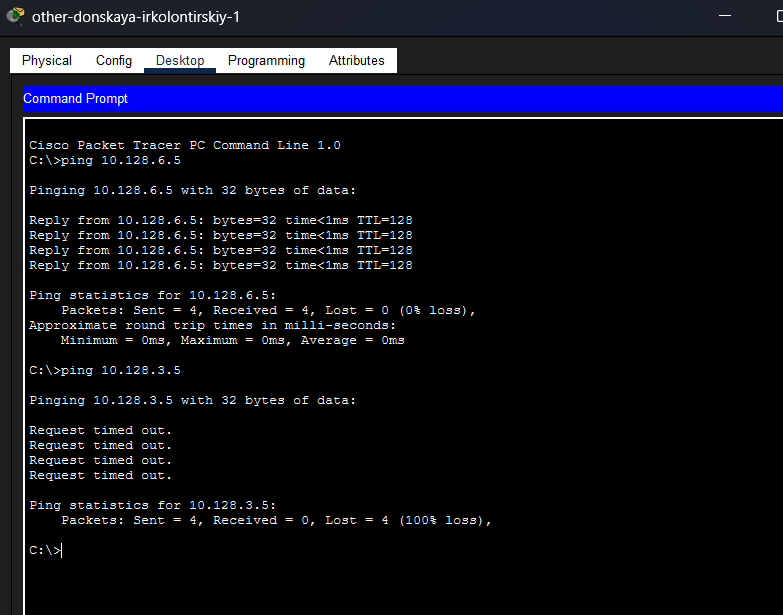 other-donskaya-irkolontirskiy-1
Physical Config Desktop Programming Attributes
Command Prompt
Cisco Packet Tracer PC Command Line 1.0
C:\>ping 10.128.6.5
Pinging 10.128.6.5 with 32 bytes of data:
Reply from 10.128.6.5: bytes=32 time<1ms TTL=128
Reply from 10.128.6.5: bytes=32 time<1ms TTL=128
Reply from 10.128.6.5: bytes=32 time<1ms TTL=128
Reply from 10.128.6.5: bytes=32 time<1ms TTL=128
Ping statistics for 10.128.6.5:
    Packets: Sent = 4, Received = 4, Lost = 0 (0% loss),
Approximate round trip times in milli-seconds:
    Minimum = 0ms, Maximum = 0ms, Average = 0ms
C:\>ping 10.128.3.5
Pinging 10.128.3.5 with 32 bytes of data:
Request timed out.
Request timed out.
Request timed out.
Request timed out.
Ping statistics for 10.128.3.5:
    Packets: Sent = 4, Received = 0, Lost = 4 (100% loss),
C:\>